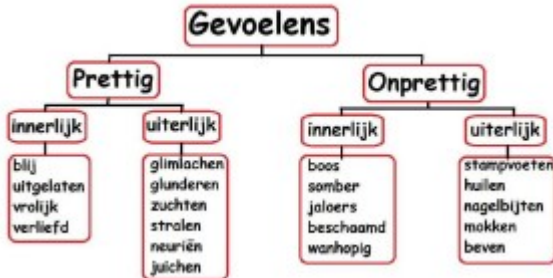 Gevoelens
Prettig
Onprettig
innerlijk
uiterlijk
innerlijk
uiterlijk
blij
uitgelaten
vrolijk
verliefd
glimlachen
glunderen
zuchten
stralen
neuriën
juichen
boos
somber
jaloers
beschaamd
wanhopig
stampvoeten
huilen
nagelbijten
mokken
beven